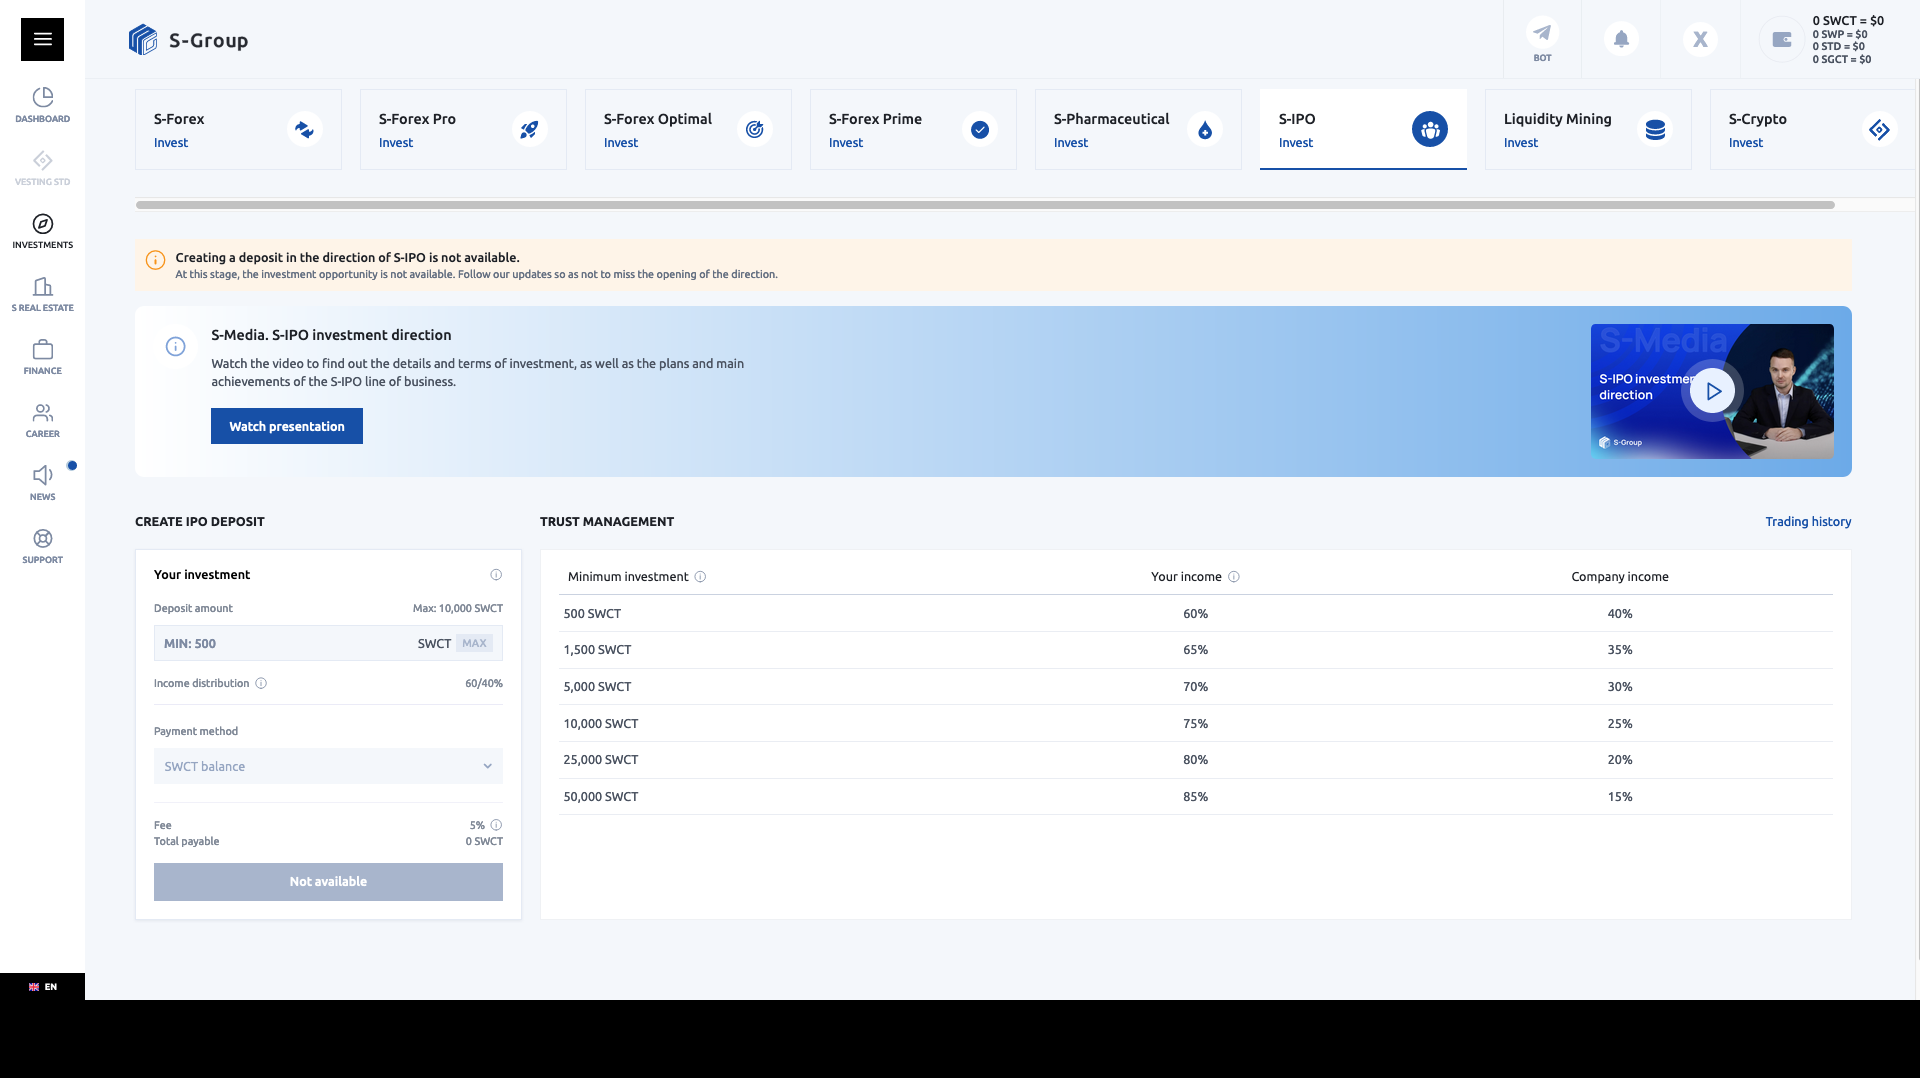 S-Group
BOT
X
0 SWCT = $0
0 SWP = $0
0 STD = $0
0 SGCT = $0
DASHBOARD
VESTING STD
INVESTMENTS
S REAL ESTATE
FINANCE
CAREER
NEWS
SUPPORT
EN
S-Forex
Invest
S-Forex Pro
Invest
S-Forex Optimal
Invest
S-Forex Prime
Invest
S-Pharmaceutical
Invest
S-IPO
Invest
Liquidity Mining
Invest
S-Crypto
Invest
Creating a deposit in the direction of S-IPO is not available.
At this stage, the investment opportunity is not available. Follow our updates so as not to miss the opening of the direction.
S-Media. S-IPO investment direction
Watch the video to find out the details and terms of investment, as well as the plans and main
achievements of the S-IPO line of business.
Watch presentation
S-Media
S-IPO investmen
direction
S-Group
CREATE IPO DEPOSIT
Your investment
Deposit amount Max: 10,000 SWCT
MIN: 500 SWCT MAX
Income distribution 60/40%
Payment method
SWCT balance
Fee 5%
Total payable 0 SWCT
Not available
TRUST MANAGEMENT Trading history
Minimum investment Your income Company income
500 SWCT 60% 40%
1,500 SWCT 65% 35%
5,000 SWCT 70% 30%
10,000 SWCT 75% 25%
25,000 SWCT 80% 20%
50,000 SWCT 85% 15%